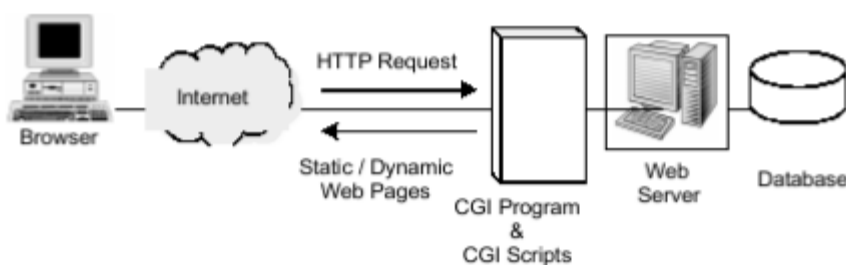 HTTP Request
Internet
Browser
Static / Dynamic
Web Pages
CGI Program
&
CGI Scripts
Web
Server
Database